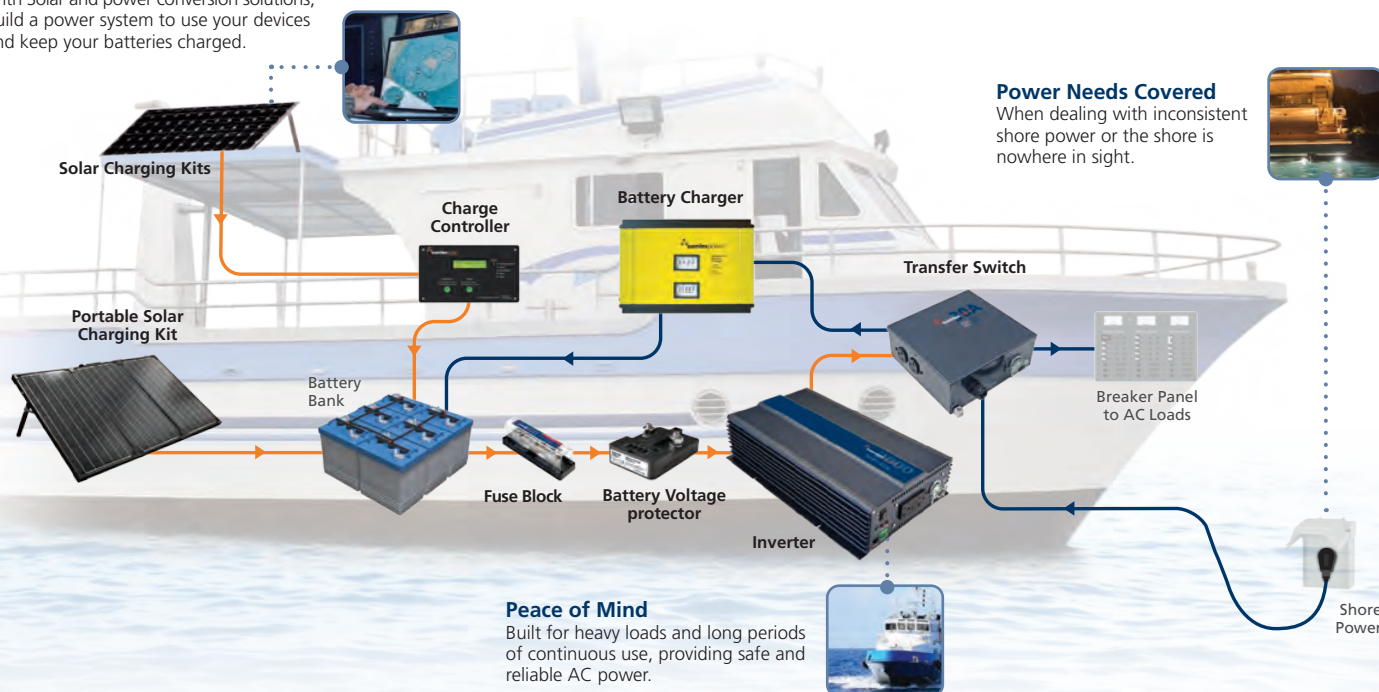 with Solar and power conversion solutions,
build a power system to use your devices
and keep your batteries charged.
Power Needs Covered
When dealing with inconsistent
shore power or the shore is
nowhere in sight.
Solar Charging Kits
Charge
Controller
Battery Charger
Transfer Switch
Portable Solar
Charging Kit
Battery
Bank
Breaker Panel
to AC Loads
Fuse Block
Battery Voltage
protector
Inverter
Shore
Power
Peace of Mind
Built for heavy loads and long periods
of continuous use, providing safe and
reliable AC power.